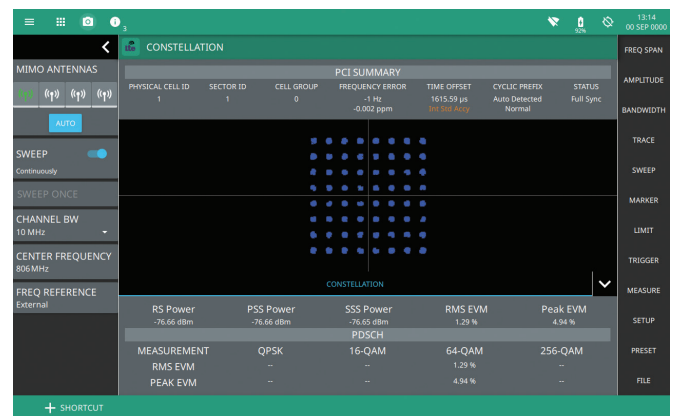 3
92%
13:14
00 SEP 0000
lte CONSTELLATION
FREQ SPAN
MIMO ANTENNAS
AUTO
SWEEP
Continuously
SWEEP ONCE
CHANNEL BW
10 MHz
CENTER FREQUENCY
806 MHz
FREQ REFERENCE
External
PCI SUMMARY
PHYSICAL CELL ID SECTOR ID CELL GROUP FREQUENCY ERROR TIME OFFSET CYCLIC PREFIX STATUS
1 1 0 -1 Hz 1615.59 µs Auto Detected Full Sync
-0.002 ppm Int Std Accy Normal
CONSTELLATION
RS Power PSS Power SSS Power RMS EVM Peak EVM
-76.66 dBm -76.66 dBm -76.65 dBm 1.29 % 4.94 %
PDSCH
MEASUREMENT QPSK 16-QAM 64-QAM 256-QAM
RMS EVM -- -- 1.29 % --
PEAK EVM -- -- 4.94 % --
AMPLITUDE
BANDWIDTH
TRACE
SWEEP
MARKER
LIMIT
TRIGGER
MEASURE
SETUP
PRESET
FILE
+ SHORTCUT